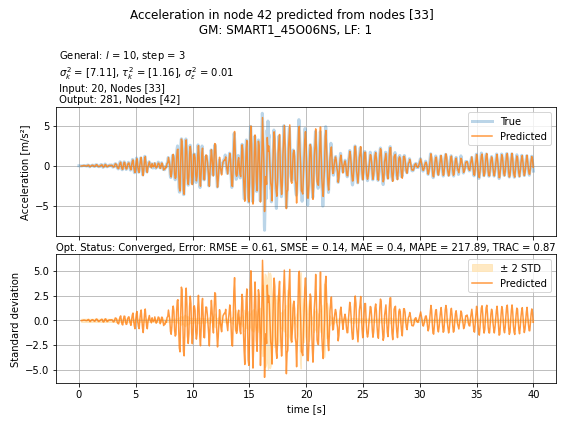 Acceleration in node 42 predicted from nodes [33]
GM: SMART1_45O06NS, LF: 1
General: l = 10, step = 3
σ²ₖ = [7.11], τ²ₖ = [1.16], σ²ε = 0.01
Input: 20, Nodes [33]
Output: 281, Nodes [42]
Acceleration [m/s²]
5
0
−5
True
Predicted
Opt. Status: Converged, Error: RMSE = 0.61, SMSE = 0.14, MAE = 0.4, MAPE = 217.89, TRAC = 0.87
Standard deviation
5.0
2.5
0.0
−2.5
−5.0
± 2 STD
Predicted
0 5 10 15 20 25 30 35 40
time [s]